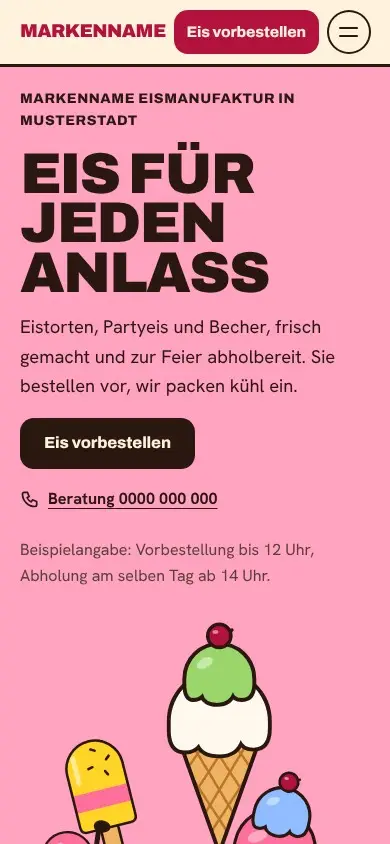 MARKENNAME
Eis vorbestellen
MARKENNAME EISMANUFAKTUR IN
MUSTERSTADT
EIS FÜR
JEDEN
ANLASS
Eistorten, Partyeis und Becher, frisch
gemacht und zur Feier abholbereit. Sie
bestellen vor, wir packen kühl ein.
Eis vorbestellen
Beratung 0000 000 000
Beispielangabe: Vorbestellung bis 12 Uhr,
Abholung am selben Tag ab 14 Uhr.